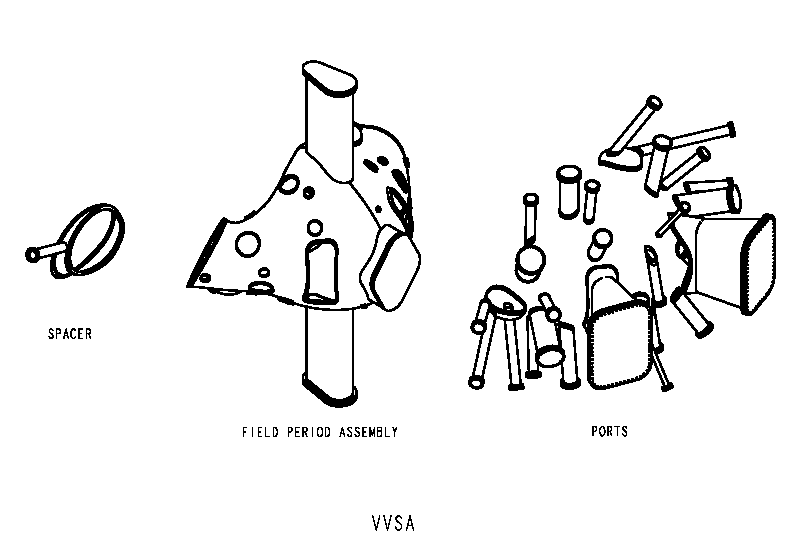 SPACER
FIELD PERIOD ASSEMBLY
PORTS
VVSA